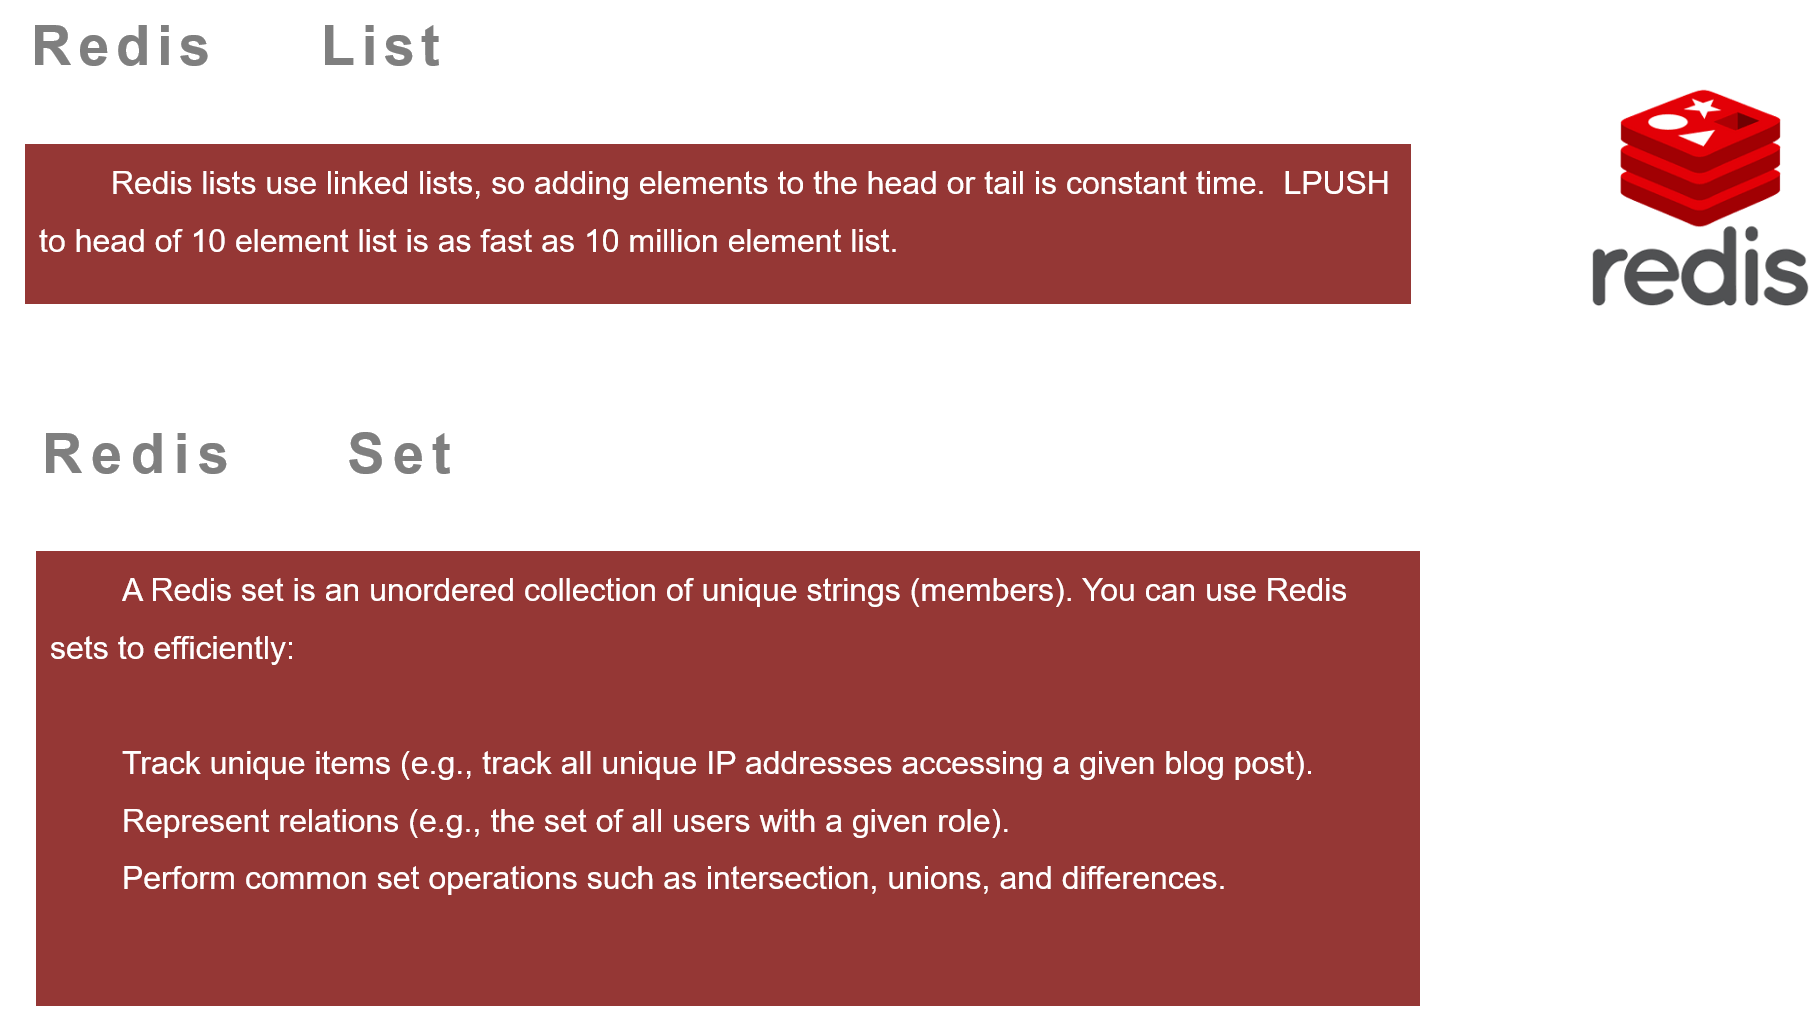 Redis List
Redis lists use linked lists, so adding elements to the head or tail is constant time. LPUSH
to head of 10 element list is as fast as 10 million element list.
redis
Redis Set
A Redis set is an unordered collection of unique strings (members). You can use Redis
sets to efficiently:
Track unique items (e.g., track all unique IP addresses accessing a given blog post).
Represent relations (e.g., the set of all users with a given role).
Perform common set operations such as intersection, unions, and differences.